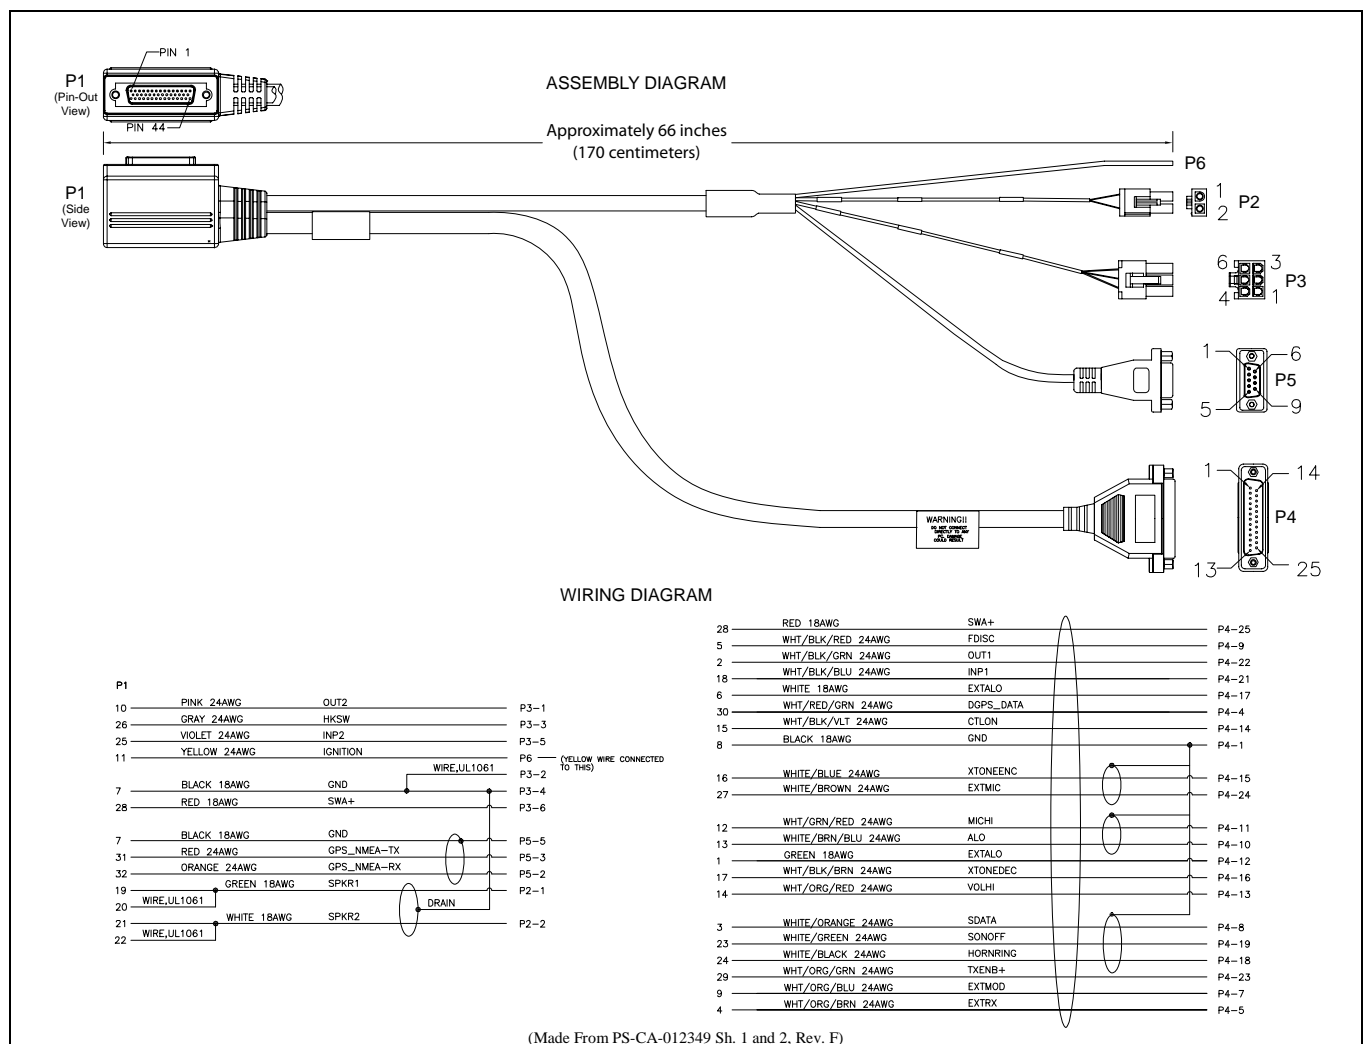 PIN 1
P1
(Pin-Out
View)
PIN 44
ASSEMBLY DIAGRAM
Approximately 66 inches
(170 centimeters)
P1
(Side
View)
P6
1
2
P2
6
3
4
1
P3
1
6
5
9
P5
1
14
13
25
P4
WARNING!!
DO NOT CONNECT
DIRECTLY TO ANY
PC, DAMAGE
COULD RESULT
WIRING DIAGRAM
P1
10 PINK 24AWG OUT2 P3-1
26 GRAY 24AWG HKSW P3-3
25 VIOLET 24AWG INP2 P3-5
11 YELLOW 24AWG IGNITION P6 (YELLOW WIRE CONNECTED
TO THIS)
WIRE,UL1061 P3-2
7 BLACK 18AWG GND P3-4
28 RED 18AWG SWA+ P3-6
7 BLACK 18AWG GND P5-5
31 RED 24AWG GPS_NMEA-TX P5-3
32 ORANGE 24AWG GPS_NMEA-RX P5-2
19 GREEN 18AWG SPKR1 P2-1
20 WIRE,UL1061
DRAIN
21 WHITE 18AWG SPKR2 P2-2
22 WIRE,UL1061
28 RED 18AWG SWA+ P4-25
5 WHT/BLK/RED 24AWG FDISC P4-9
2 WHT/BLK/GRN 24AWG OUT1 P4-22
18 WHT/BLK/BLU 24AWG INP1 P4-21
6 WHITE 18AWG EXTALO P4-17
30 WHT/RED/GRN 24AWG DGPS_DATA P4-4
15 WHT/BLK/VLT 24AWG CTLON P4-14
8 BLACK 18AWG GND P4-1
16 WHITE/BLUE 24AWG XTONEENC P4-15
27 WHITE/BROWN 24AWG EXTMIC P4-24
12 WHT/GRN/RED 24AWG MICHI P4-11
13 WHITE/BRN/BLU 24AWG ALO P4-10
1 GREEN 18AWG EXTALO P4-12
17 WHT/BLK/BRN 24AWG XTONEDEC P4-16
14 WHT/ORG/RED 24AWG VOLHI P4-13
3 WHITE/ORANGE 24AWG SDATA P4-8
23 WHITE/GREEN 24AWG SONOFF P4-19
24 WHITE/BLACK 24AWG HORNRING P4-18
29 WHT/ORG/GRN 24AWG TXENB+ P4-23
9 WHT/ORG/BLU 24AWG EXTMOD P4-7
4 WHT/ORG/BRN 24AWG EXTRX P4-5
(Made From PS-CA-012349 Sh. 1 and 2, Rev. F)